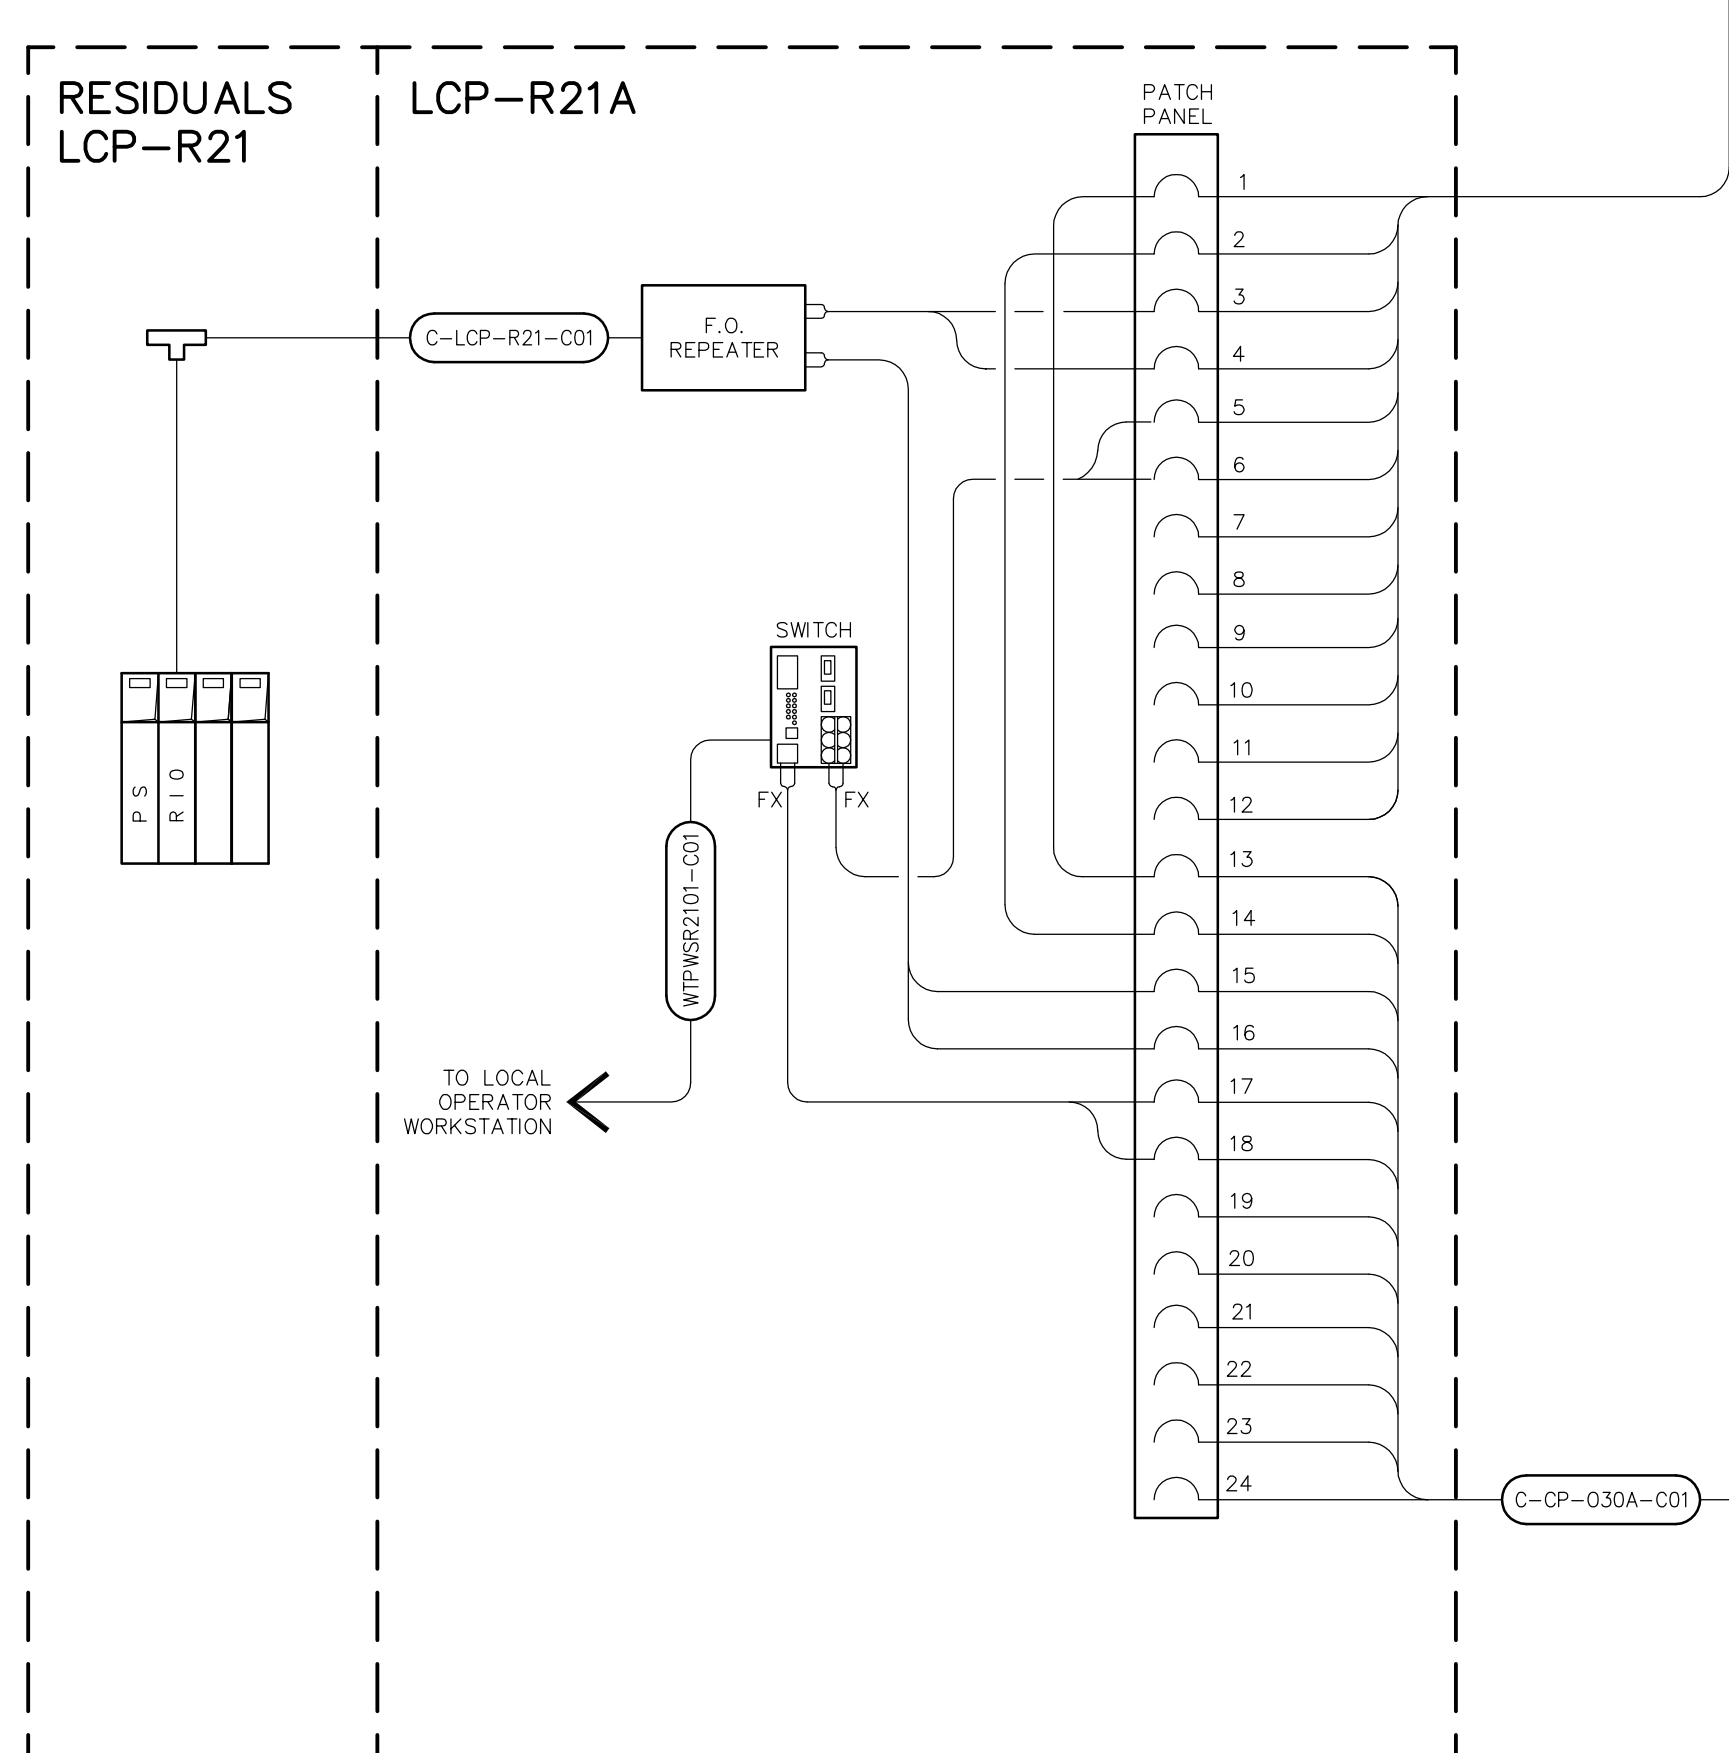 RESIDUALS
LCP-R21
LCP-R21A
PATCH
PANEL
1
2
3
4
5
6
7
8
9
10
11
12
13
14
15
16
17
18
19
20
21
22
23
24
C-LCP-R21-C01
F.O.
REPEATER
SWITCH
FX
FX
PS
RIO
WTPWSR2101-C01
TO LOCAL
OPERATOR
WORKSTATION
C-CP-030A-C01